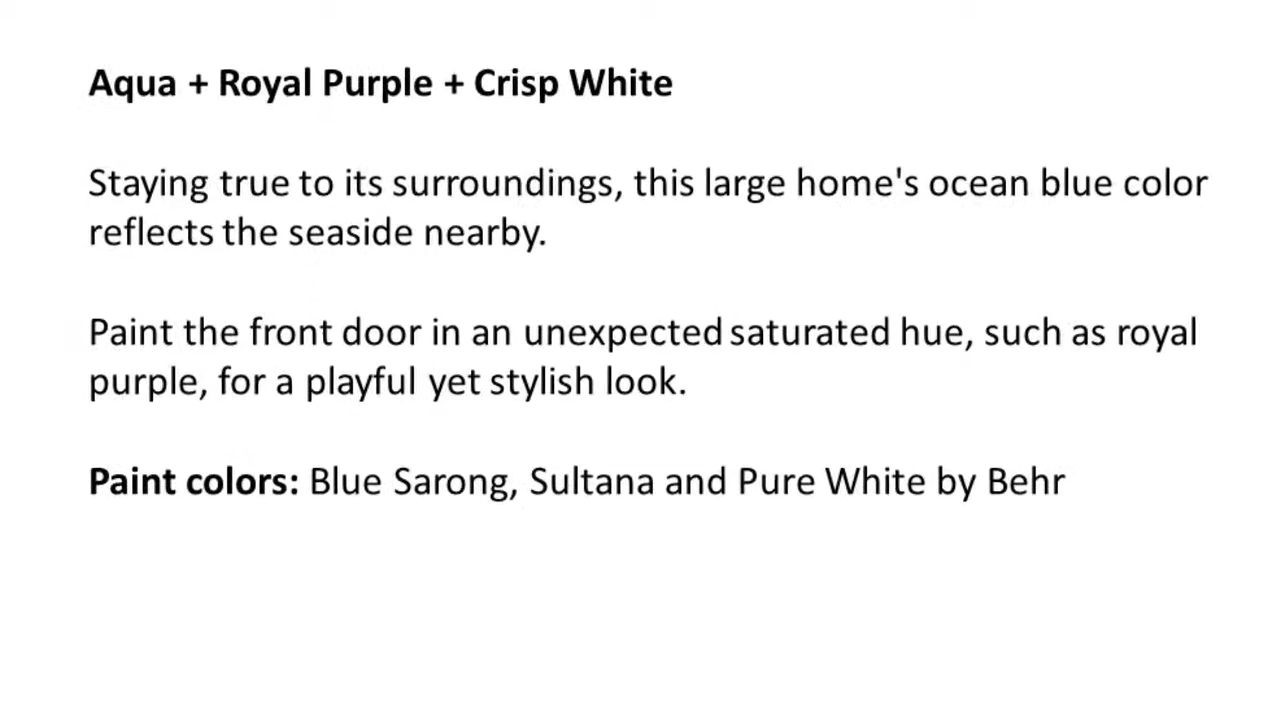 Aqua + Royal Purple + Crisp White
Staying true to its surroundings, this large home's ocean blue color
reflects the seaside nearby.
Paint the front door in an unexpected saturated hue, such as royal
purple, for a playful yet stylish look.
Paint colors: Blue Sarong, Sultana and Pure White by Behr